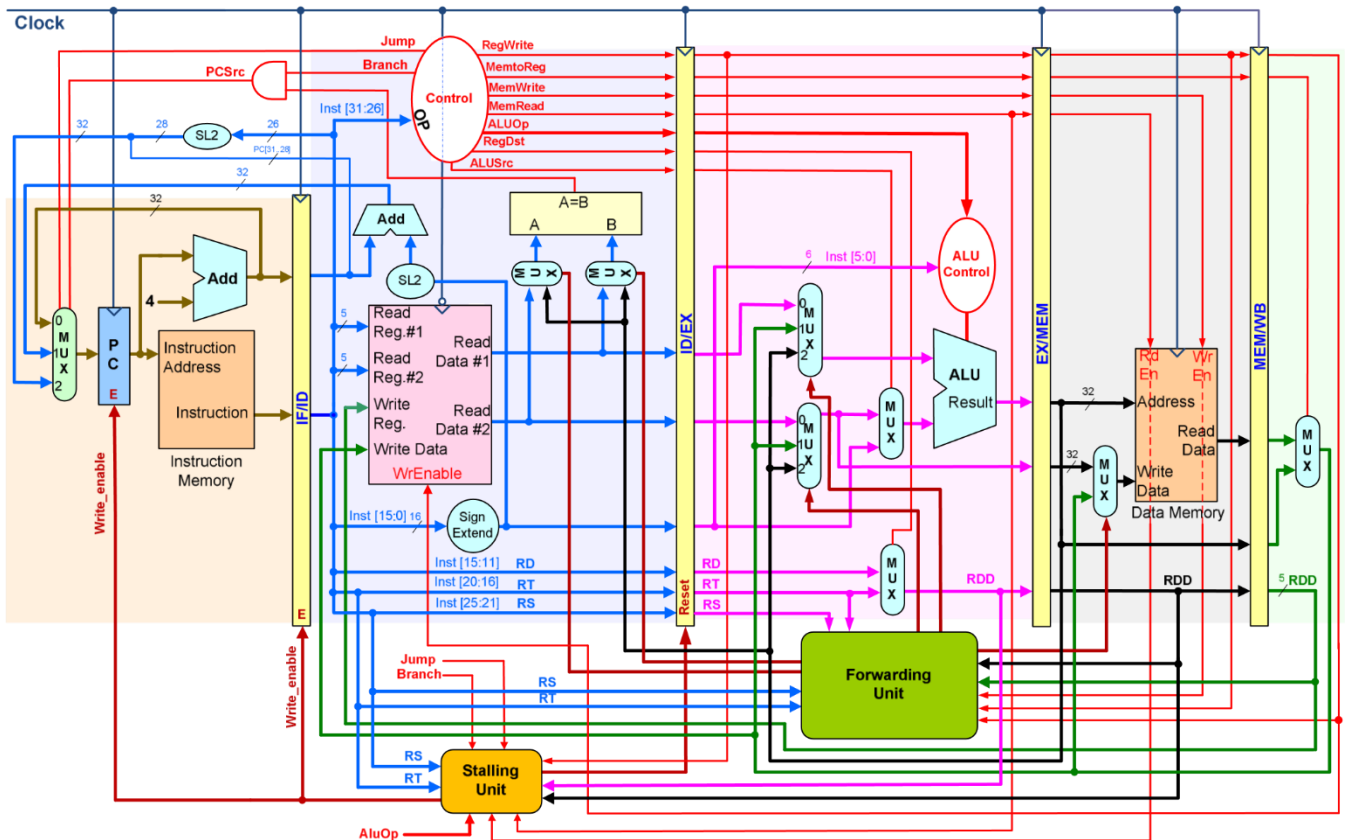 Clock
Jump
Branch
PCSrc
RegWrite
MemtoReg
MemWrite
MemRead
ALUOp
RegDst
ALUSrc
Control
OP
Inst [31:26]
32
28
SL2
26
PC[31, 28]
32
32
Add
4
0
1
2
MUX
PC
E
Instruction Address
Instruction
Instruction Memory
IF/ID
E
Write_enable
Write_enable
Add
SL2
A=B
A
B
MUX
MUX
5
5
Read Reg.#1
Read Reg.#2
Write Reg.
Write Data
Read Data #1
Read Data #2
WrEnable
Inst [15:0]
16
Sign Extend
Inst [15:11]
RD
Inst [20:16]
RT
Inst [25:21]
RS
ID/EX
Reset
RD
RT
RS
6
Inst [5:0]
ALU Control
0
1
2
MUX
0
1
2
MUX
MUX
ALU
Result
MUX
RDD
EX/MEM
32
32
MUX
Rd En
Wr En
Address
Read Data
Write Data
Data Memory
RDD
MEM/WB
MUX
5
RDD
Forwarding Unit
RS
RT
Jump
Branch
RS
RT
Stalling Unit
AluOp